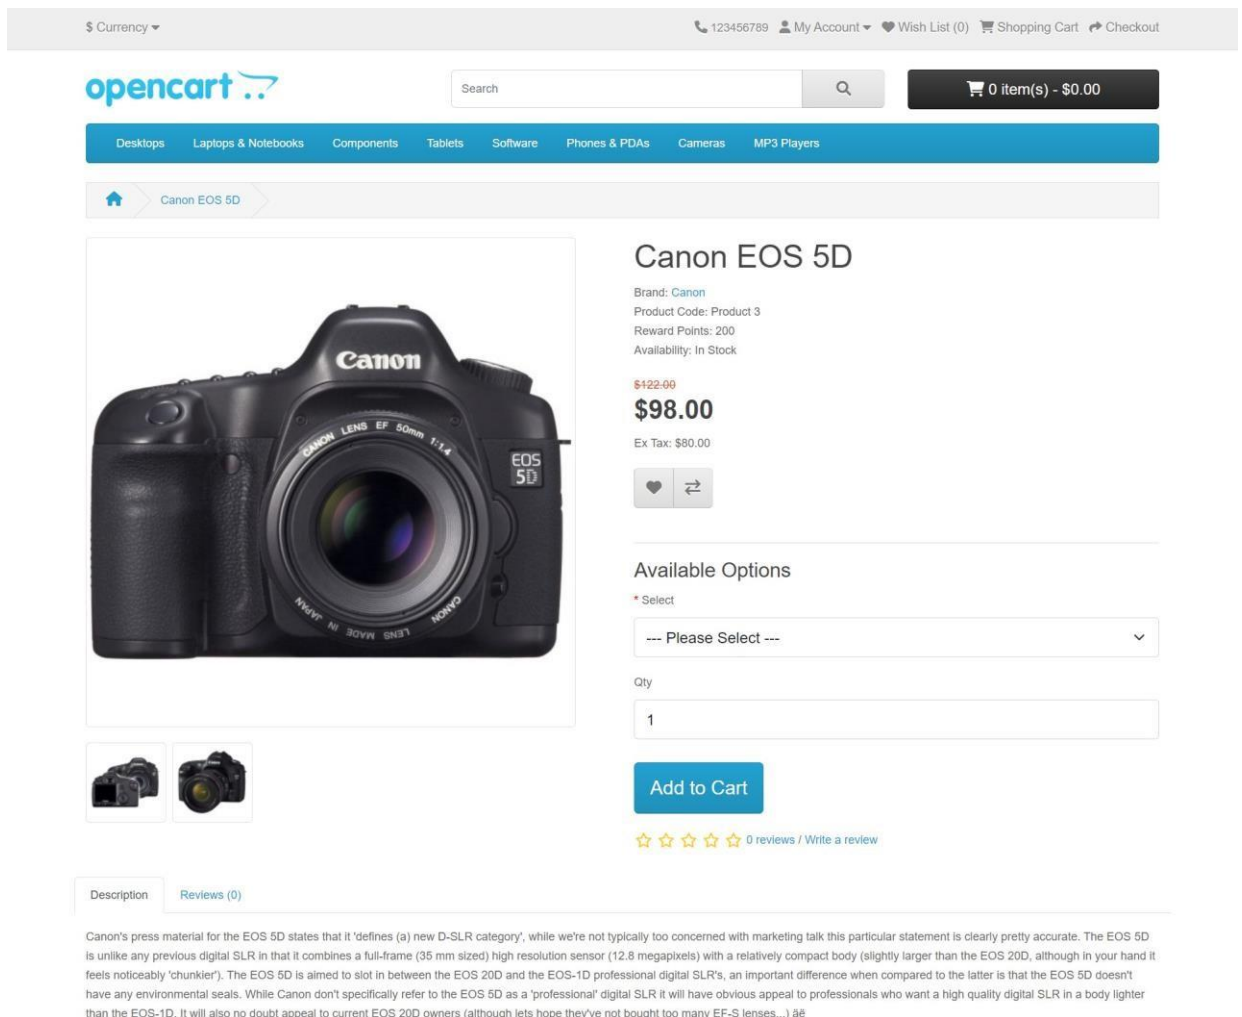 $ Currency
123456789 My Account Wish List (0) Shopping Cart Checkout
opencart
Search
0 item(s) - $0.00
Desktops Laptops & Notebooks Components Tablets Software Phones & PDAs Cameras MP3 Players
Canon EOS 5D
Canon
CANON LENS EF 50mm 1:1.4
EOS
5D
CANON LENS MADE IN JAPAN CANON
Canon EOS 5D
Brand: Canon
Product Code: Product 3
Reward Points: 200
Availability: In Stock
$122.00
$98.00
Ex Tax: $80.00
Available Options
* Select
--- Please Select ---
Qty
1
Add to Cart
0 reviews / Write a review
Description Reviews (0)
Canon's press material for the EOS 5D states that it 'defines (a) new D-SLR category', while we're not typically too concerned with marketing talk this particular statement is clearly pretty accurate. The EOS 5D
is unlike any previous digital SLR in that it combines a full-frame (35 mm sized) high resolution sensor (12.8 megapixels) with a relatively compact body (slightly larger than the EOS 20D, although in your hand it
feels noticeably 'chunkier'). The EOS 5D is aimed to slot in between the EOS 20D and the EOS-1D professional digital SLR's, an important difference when compared to the latter is that the EOS 5D doesn't
have any environmental seals. While Canon don't specifically refer to the EOS 5D as a 'professional' digital SLR it will have obvious appeal to professionals who want a high quality digital SLR in a body lighter
than the EOS-1D. It will also no doubt appeal to current EOS 20D owners (although lets hope they've not bought too many EF-S lenses...) äë